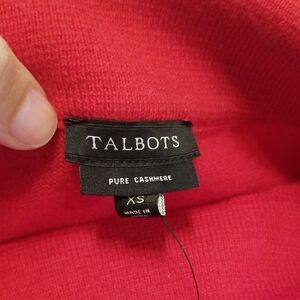 TALBOTS
PURE CASHMERE
XS
MADE IN